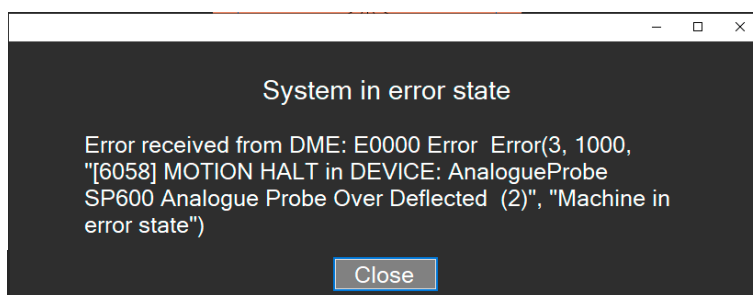 System in error state
Error received from DME: E0000 Error  Error(3, 1000,
"[6058] MOTION HALT in DEVICE: AnalogueProbe
SP600 Analogue Probe Over Deflected  (2)", "Machine in
error state")
Close